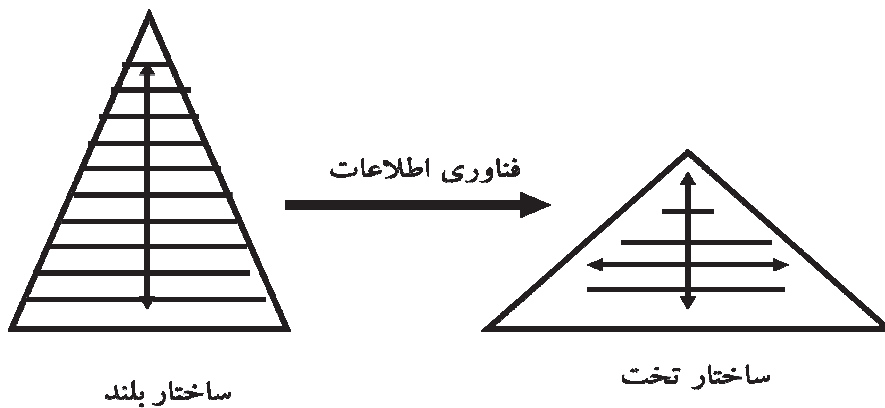 فناوری اطلاعات
ساختار تخت
ساختار بلند